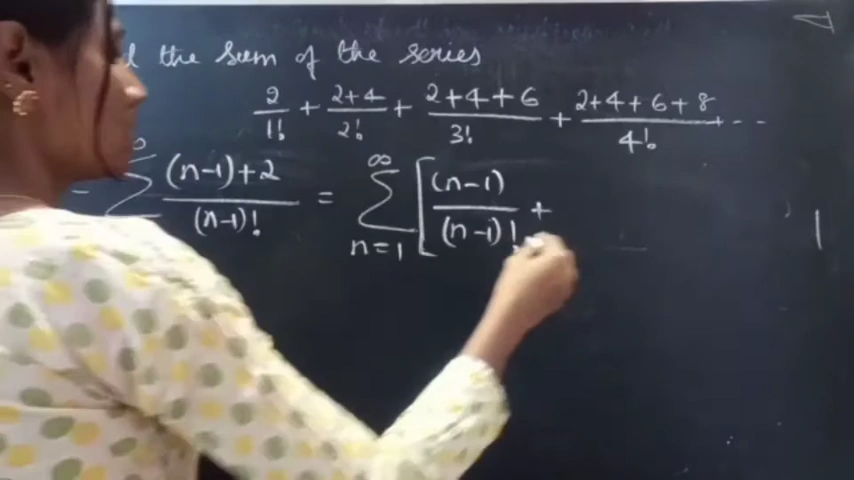 the Sum of the series
2/1! + 2+4/2! + 2+4+6/3! + 2+4+6+8/4! + ...
= ∞∑ (n-1)+2/(n-1)! = ∞∑n=1 [(n-1)/(n-1)! +